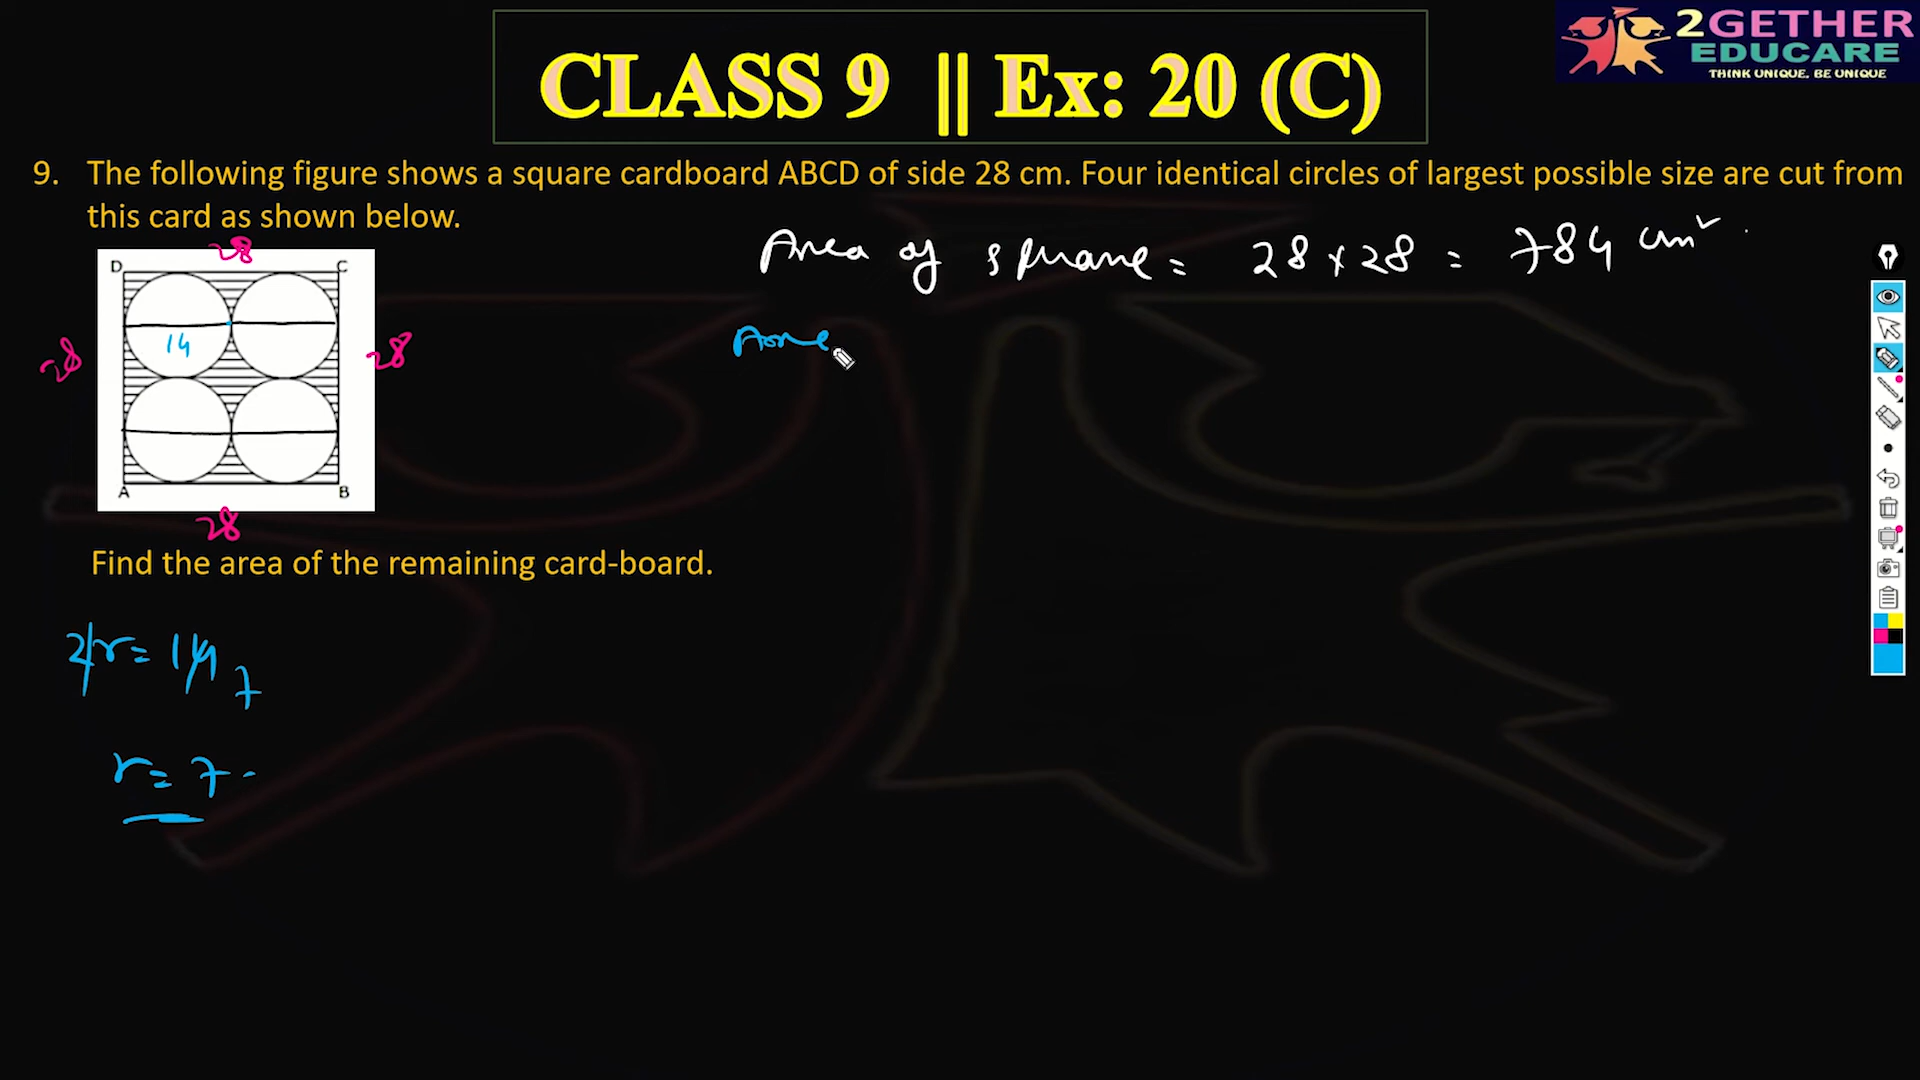 2GETHER
EDUCARE
THINK UNIQUE. BE UNIQUE
CLASS 9 || Ex: 20 (C)
9. The following figure shows a square cardboard ABCD of side 28 cm. Four identical circles of largest possible size are cut from
this card as shown below.
Area of square = 28 × 28 = 784 cm²
28
D C
14
28 28
A B
28
Find the area of the remaining card-board.
2r = 14 7
r = 7